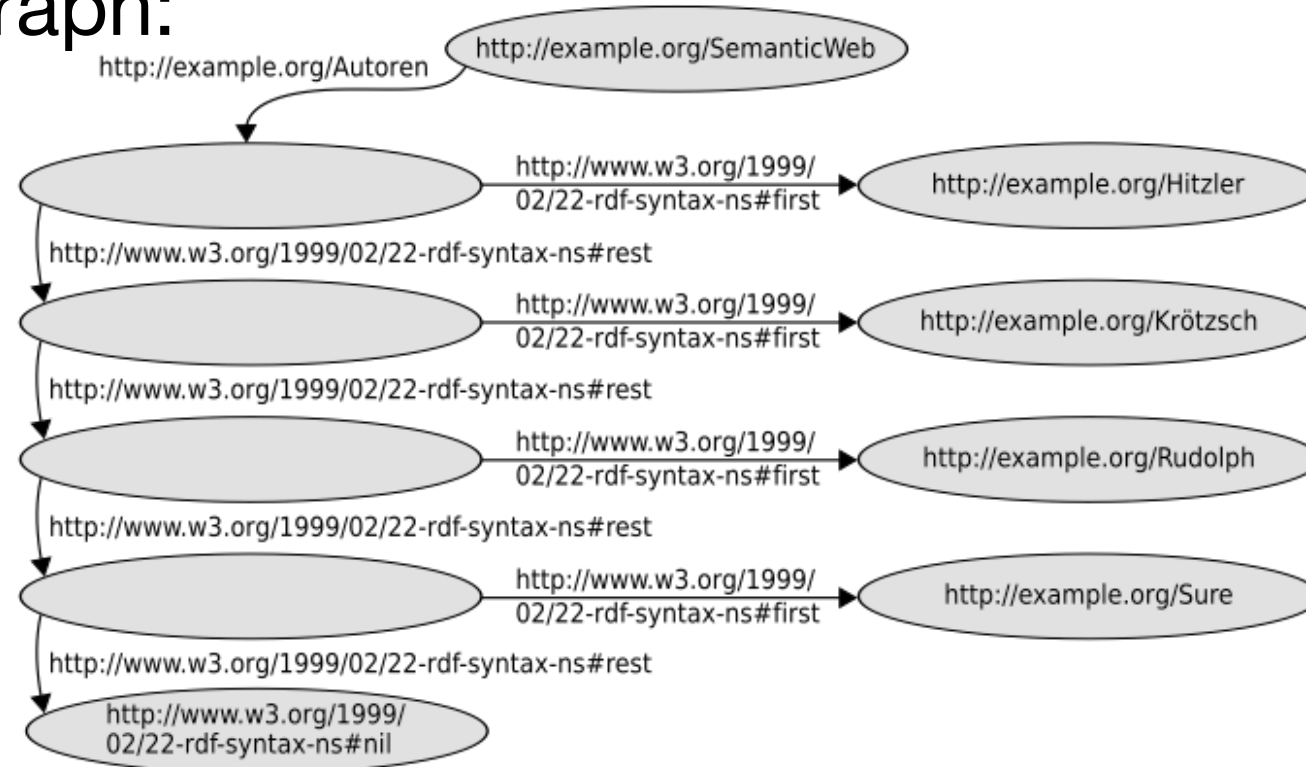 raph:
http://example.org/SemanticWeb
http://example.org/Autoren
http://www.w3.org/1999/
02/22-rdf-syntax-ns#first
http://example.org/Hitzler
http://www.w3.org/1999/02/22-rdf-syntax-ns#rest
http://www.w3.org/1999/
02/22-rdf-syntax-ns#first
http://example.org/Krötzsch
http://www.w3.org/1999/02/22-rdf-syntax-ns#rest
http://www.w3.org/1999/
02/22-rdf-syntax-ns#first
http://example.org/Rudolph
http://www.w3.org/1999/02/22-rdf-syntax-ns#rest
http://www.w3.org/1999/
02/22-rdf-syntax-ns#first
http://example.org/Sure
http://www.w3.org/1999/02/22-rdf-syntax-ns#rest
http://www.w3.org/1999/
02/22-rdf-syntax-ns#nil